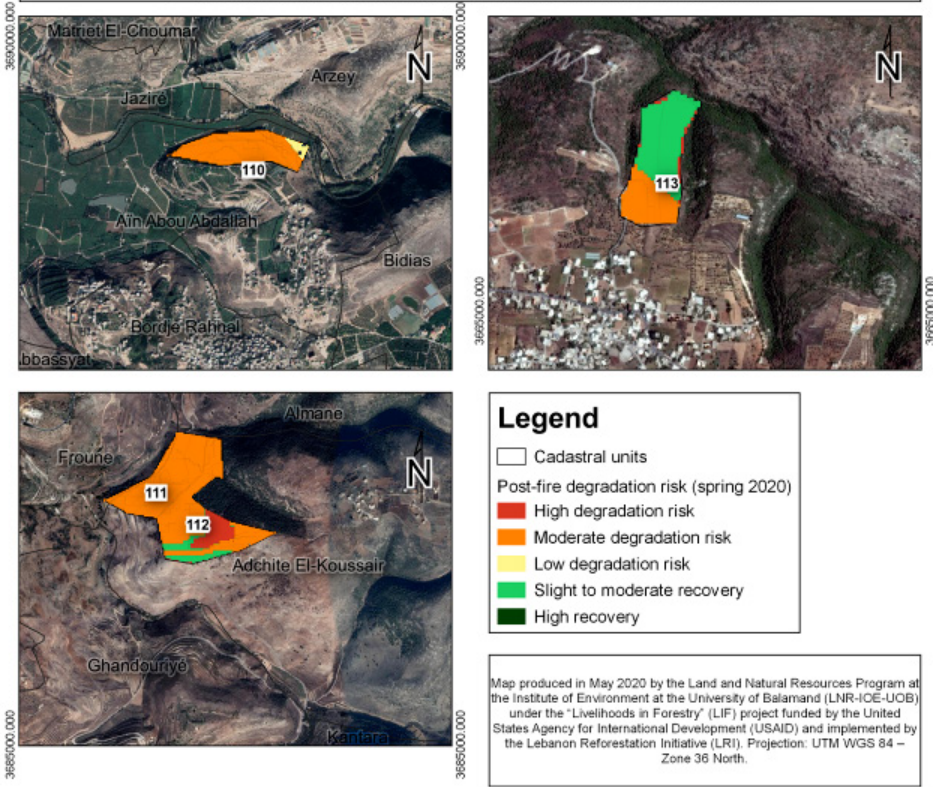 3690000.000
3690000.000
Matriet El-Choumar
N
Arzey
Jaziré
110
Aïn Abou Abdallah
Bidias
Bordje Rahhal
bbassyat
N
113
3665000.000
3665000.000
Almane
Froune
N
111
112
Adchite El-Koussair
Ghandouriyé
Kantara
3685000.000
3685000.000
Legend
Cadastral units
Post-fire degradation risk (spring 2020)
High degradation risk
Moderate degradation risk
Low degradation risk
Slight to moderate recovery
High recovery
Map produced in May 2020 by the Land and Natural Resources Program at
the Institute of Environment at the University of Balamand (LNR-IOE-UOB)
under the “Livelihoods in Forestry” (LIF) project funded by the United
States Agency for International Development (USAID) and implemented by
the Lebanon Reforestation Initiative (LRI). Projection: UTM WGS 84 –
Zone 36 North.